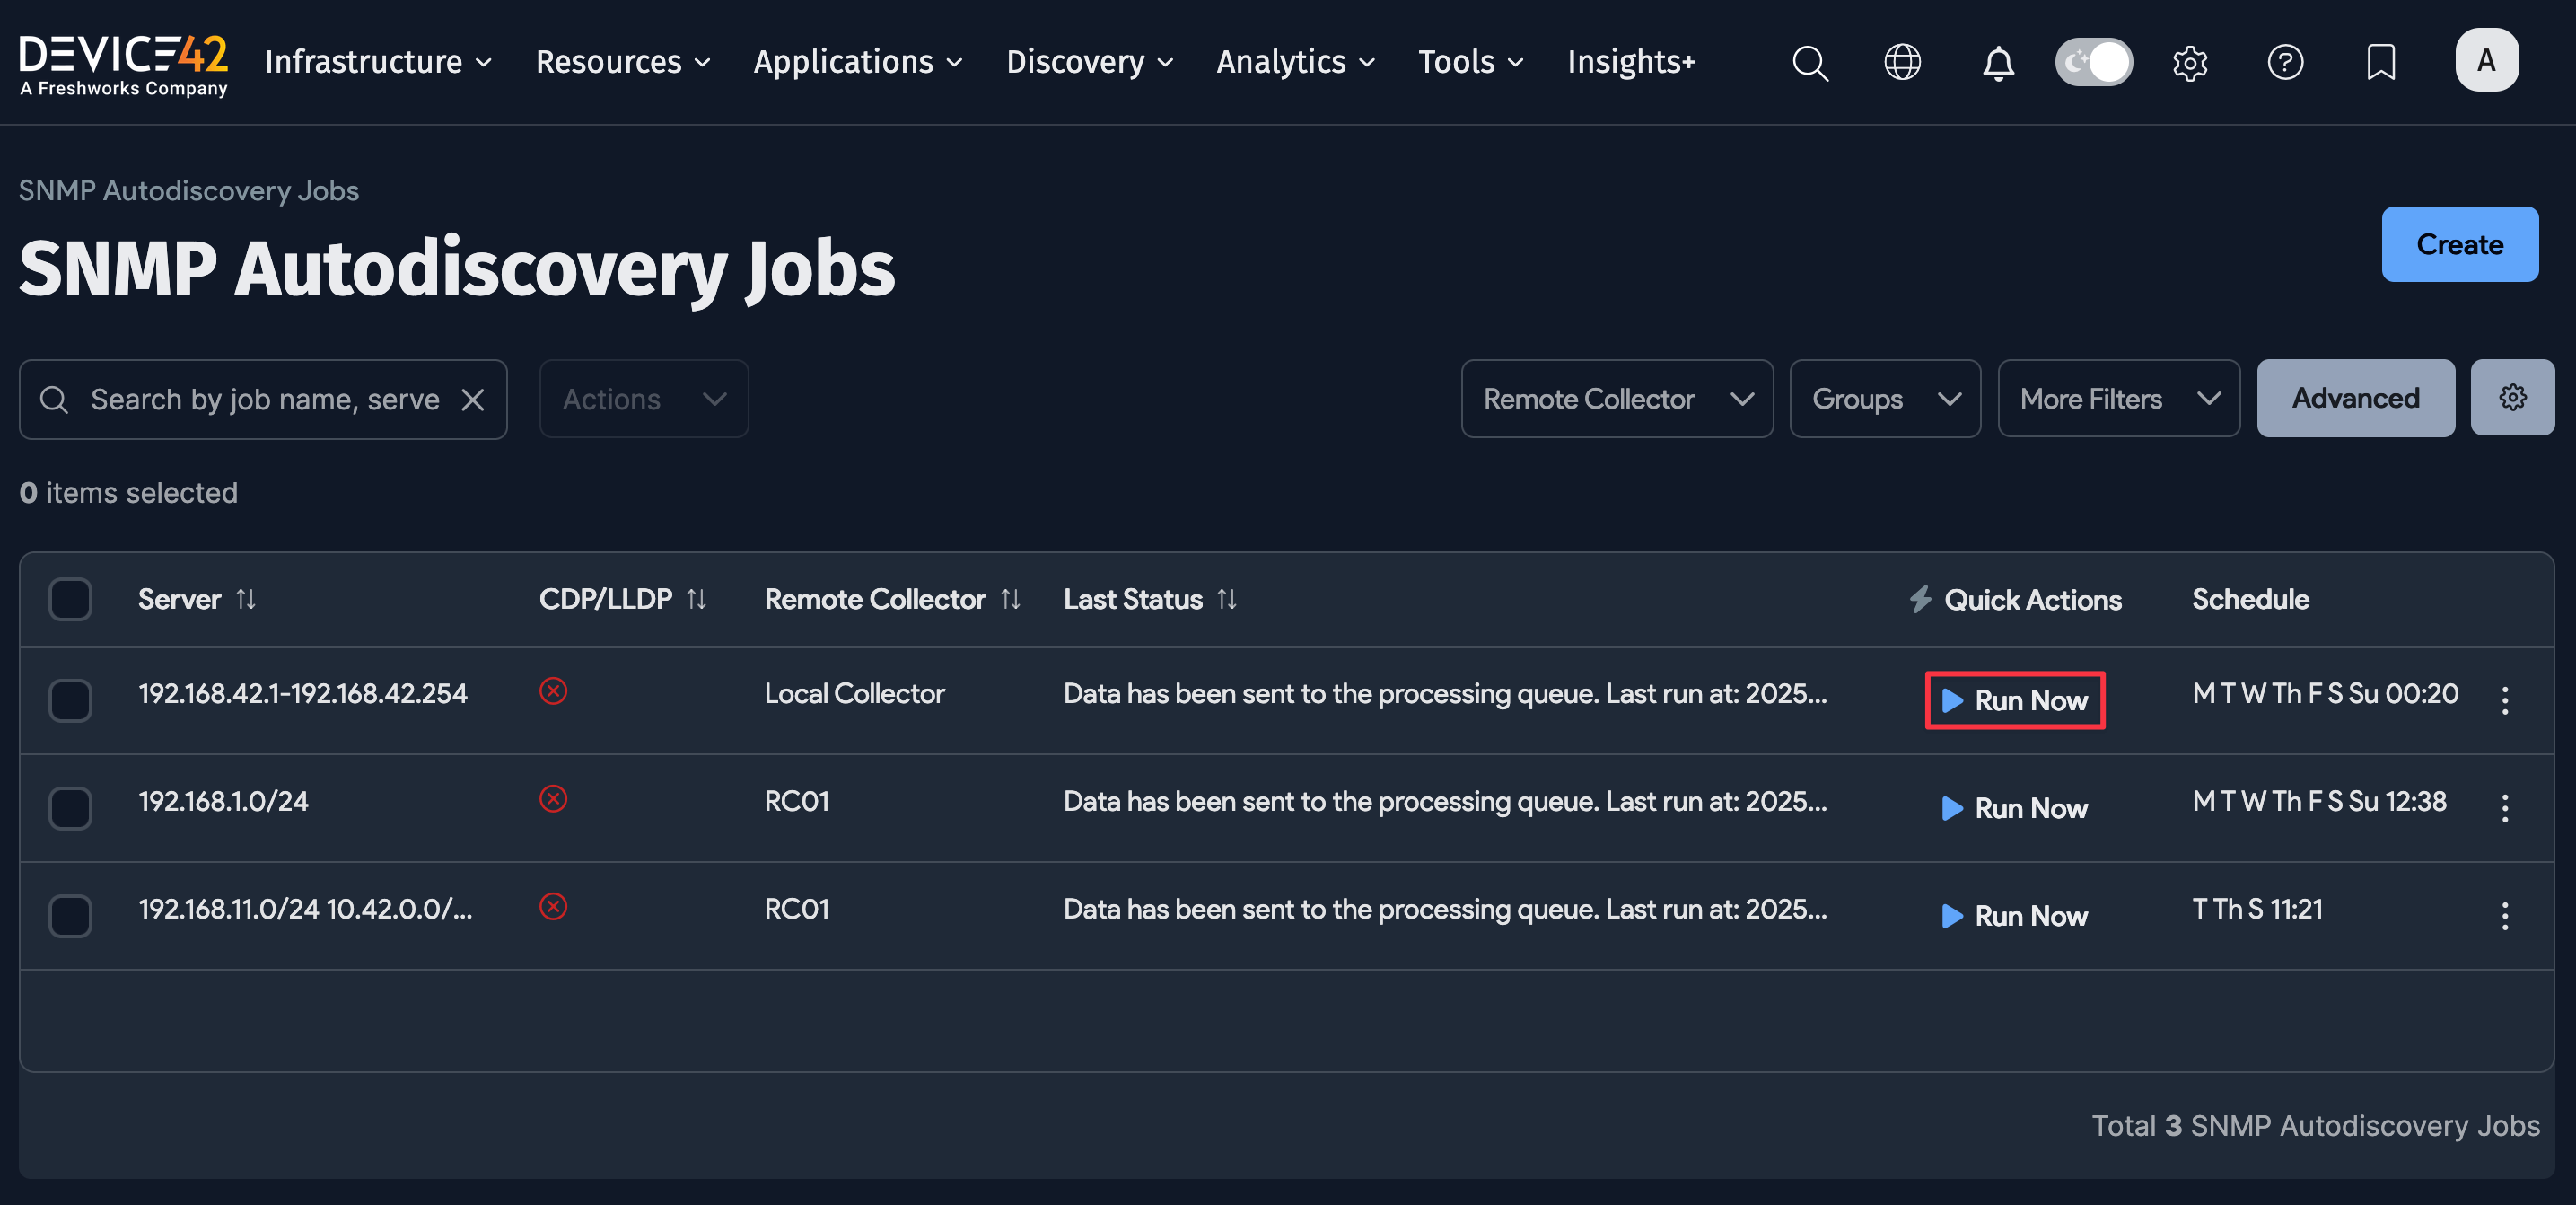 DEVICE42
A Freshworks Company
Infrastructure
Resources
Applications
Discovery
Analytics
Tools
Insights+
A
SNMP Autodiscovery Jobs
SNMP Autodiscovery Jobs
Create
Search by job name, serve
Actions
Remote Collector
Groups
More Filters
Advanced
0 items selected
Server CDP/LLDP Remote Collector Last Status Quick Actions Schedule
192.168.42.1-192.168.42.254 Local Collector Data has been sent to the processing queue. Last run at: 2025... Run Now M T W Th F S Su 00:20
192.168.1.0/24 RC01 Data has been sent to the processing queue. Last run at: 2025... Run Now M T W Th F S Su 12:38
192.168.11.0/24 10.42.0.0/... RC01 Data has been sent to the processing queue. Last run at: 2025... Run Now T Th S 11:21
Total 3 SNMP Autodiscovery Jobs